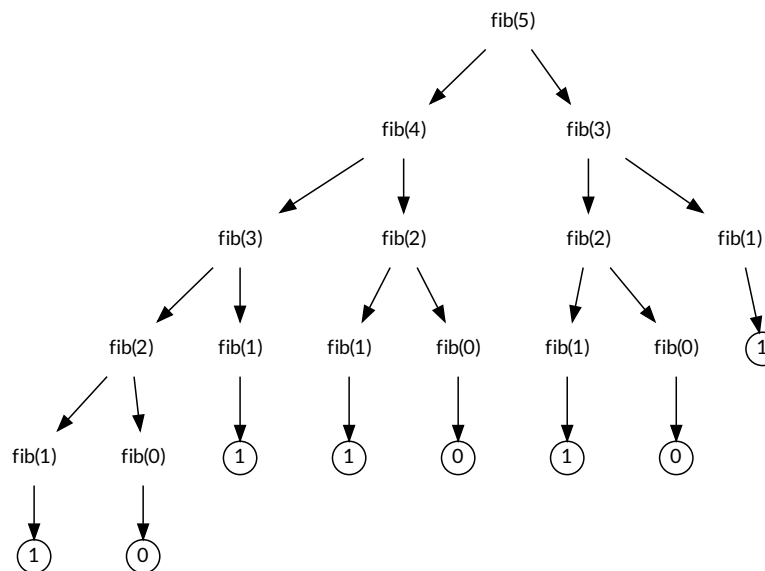 fib(5)
fib(4) fib(3)
fib(3) fib(2) fib(2) fib(1)
fib(2) fib(1) fib(1) fib(0) fib(1) fib(0) 1
fib(1) fib(0) 1 1 0 1 0
1 0